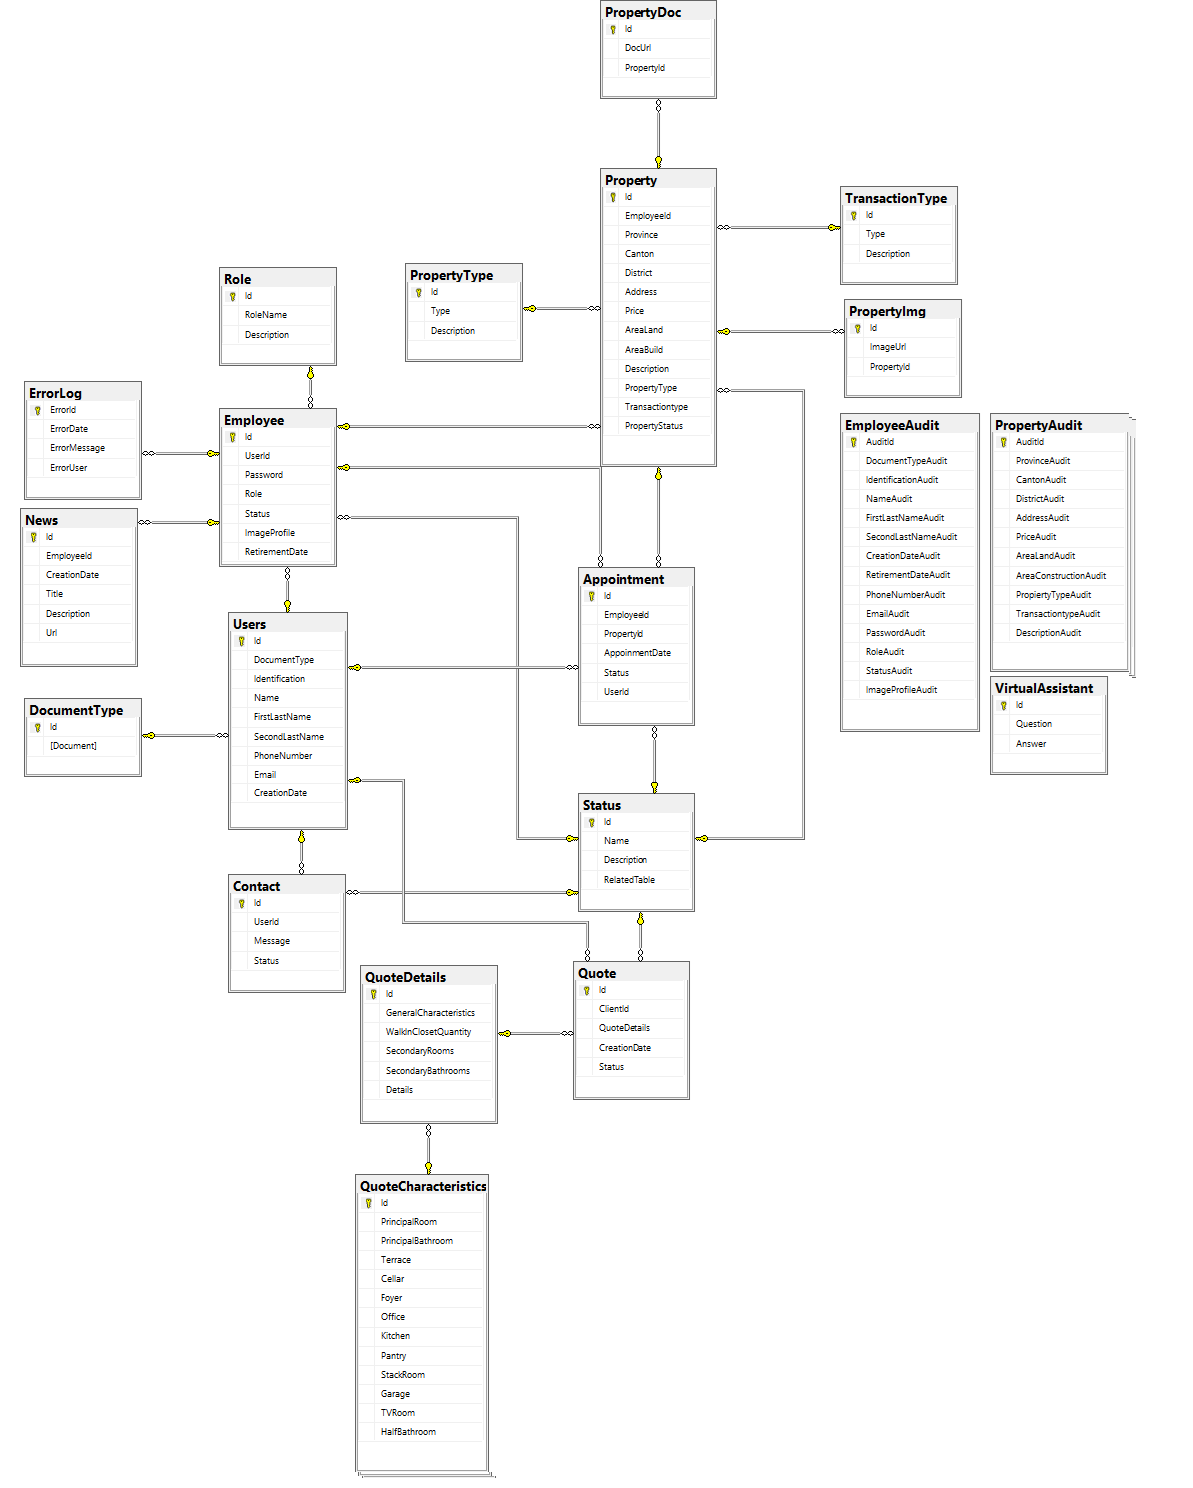 PropertyDoc
Id
DocUrl
PropertyId
Property
Id
EmployeeId
Province
Canton
District
Address
Price
AreaLand
AreaBuild
Description
PropertyType
Transactiontype
PropertyStatus
TransactionType
Id
Type
Description
PropertyType
Id
Type
Description
Role
Id
RoleName
Description
PropertyImg
Id
ImageUrl
PropertyId
ErrorLog
ErrorId
ErrorDate
ErrorMessage
ErrorUser
Employee
Id
UserId
Password
Role
Status
ImageProfile
RetirementDate
EmployeeAudit
AuditId
DocumentTypeAudit
IdentificationAudit
NameAudit
FirstLastNameAudit
SecondLastNameAudit
CreationDateAudit
RetirementDateAudit
PhoneNumberAudit
EmailAudit
PasswordAudit
RoleAudit
StatusAudit
ImageProfileAudit
PropertyAudit
AuditId
ProvinceAudit
CantonAudit
DistrictAudit
AddressAudit
PriceAudit
AreaLandAudit
AreaConstructionAudit
PropiertyTypeAudit
TransactiontypeAudit
DescriptionAudit
News
Id
EmployeeId
CreationDate
Title
Description
Url
Appointment
Id
EmployeeId
PropertyId
AppoinmentDate
Status
UserId
Users
Id
DocumentType
Identification
Name
FirstLastName
SecondLastName
PhoneNumber
Email
CreationDate
VirtualAssistant
Id
Question
Answer
DocumentType
Id
[Document]
Status
Id
Name
Description
RelatedTable
Contact
Id
UserId
Message
Status
QuoteDetails
Id
GeneralCharacteristics
WalkInClosetQuantity
SecondaryRooms
SecondaryBathrooms
Details
Quote
Id
ClientId
QuoteDetails
CreationDate
Status
QuoteCharacteristics
Id
PrincipalRoom
PrincipalBathroom
Terrace
Cellar
Foyer
Office
Kitchen
Pantry
StackRoom
Garage
TVRoom
HalfBathroom